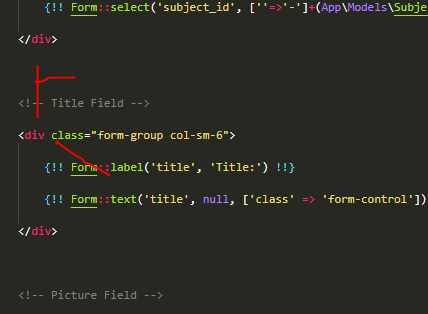 {!! Form::select('subject_id', [''=>'-']+(App\Models\Subje
</div>
<!-- Title Field -->
<div class="form-group col-sm-6">
{!! Form::label('title', 'Title:') !!}
{!! Form::text('title', null, ['class' => 'form-control'])
</div>
<!-- Picture Field -->